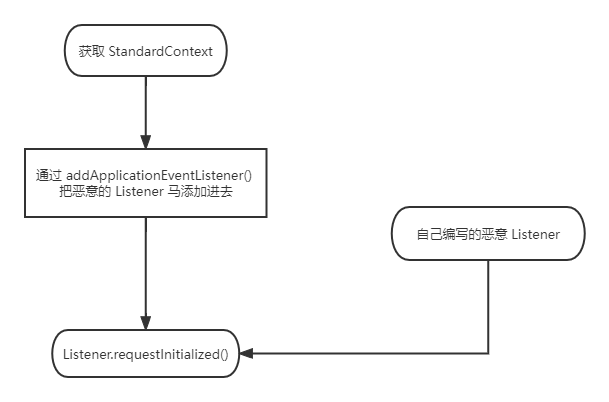 获取 StandardContext
通过 addApplicationEventListener()
把恶意的 Listener 马添加进去
自己编写的恶意 Listener
Listener.requestInitialized()